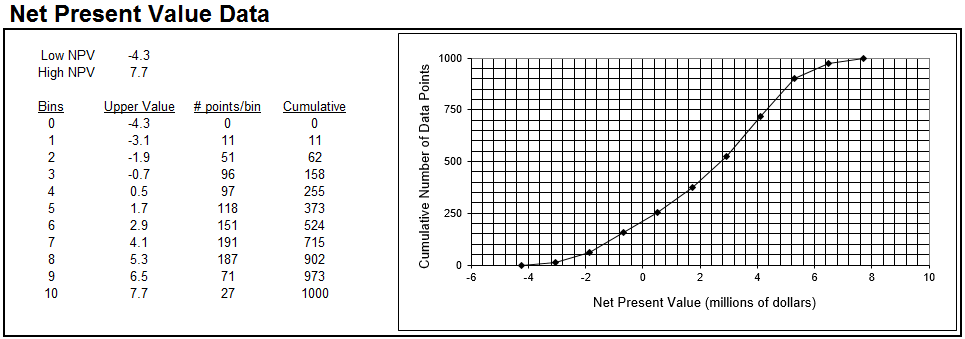 Net Present Value Data
Low NPV -4.3
High NPV 7.7
Bins Upper Value # points/bin Cumulative
0 -4.3 0 0
1 -3.1 11 11
2 -1.9 51 62
3 -0.7 96 158
4 0.5 97 255
5 1.7 118 373
6 2.9 151 524
7 4.1 191 715
8 5.3 187 902
9 6.5 71 973
10 7.7 27 1000
Cumulative Number of Data Points
1000
750
500
250
0
-6 -4 -2 0 2 4 6 8 10
Net Present Value (millions of dollars)